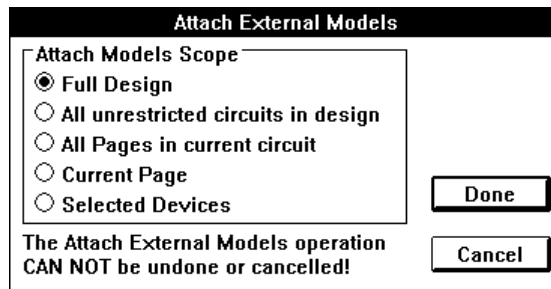 Attach External Models
Attach Models Scope
Full Design
All unrestricted circuits in design
All Pages in current circuit
Current Page
Selected Devices
Done
The Attach External Models operation
CAN NOT be undone or cancelled!
Cancel